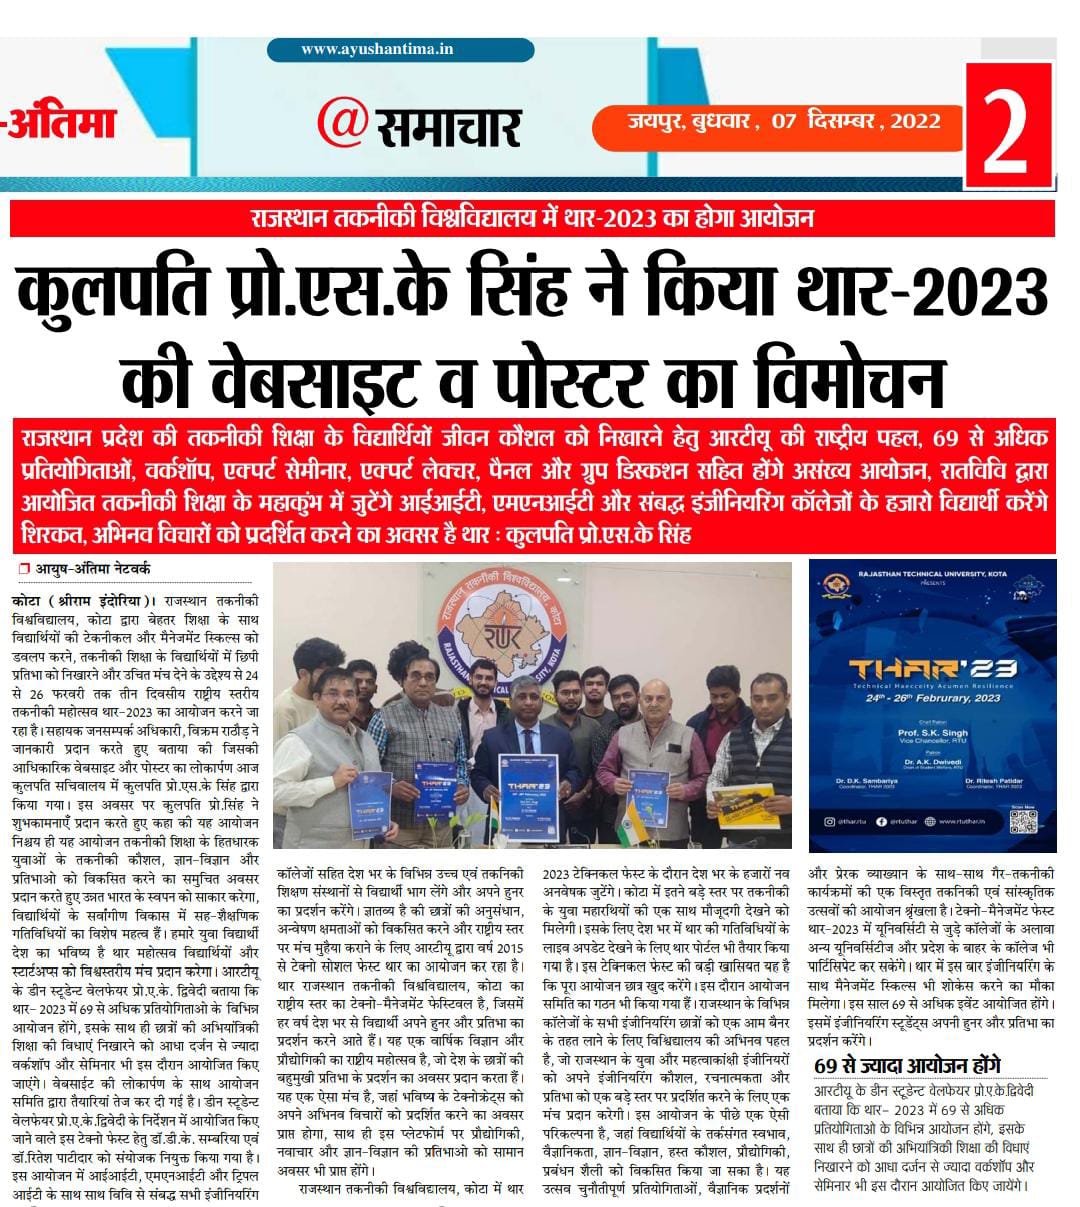 www.ayushantima.in
-अंतिमा
@समाचार
जयपुर, बुधवार, 07 दिसम्बर, 2022
2
राजस्थान तकनीकी विश्वविद्यालय में थार-2023 का होगा आयोजन
कुलपति प्रो.एस.के सिंह ने किया थार-2023
की वेबसाइट व पोस्टर का विमोचन
राजस्थान प्रदेश की तकनीकी शिक्षा के विद्यार्थियों जीवन कौशल को निखारने हेतु आरटीयू की राष्ट्रीय पहल, 69 से अधिक
प्रतियोगिताओं, वर्कशॉप, एक्पर्ट सेमीनार, एक्पर्ट लेक्चर, पैनल और ग्रुप डिस्कशन सहित होंगे असंख्य आयोजन, रातविवि द्वारा
आयोजित तकनीकी शिक्षा के महाकुंभ में जुटेंगे आईआईटी, एमएनआईटी और संबद्ध इंजीनियरिंग कॉलेजों के हजारो विद्यार्थी करेंगे
शिरकत, अभिनव विचारों को प्रदर्शित करने का अवसर है थार : कुलपति प्रो.एस.के सिंह
आयुष-अंतिमा नेटवर्क
कोटा (श्रीराम इंदोरिया)। राजस्थान तकनीकी
विश्वविद्यालय, कोटा द्वारा बेहतर शिक्षा के साथ
विद्यार्थियों को टेकनीकल और मैनेजमेंट स्किल्स को
डवलप करने, तकनीकी शिक्षा के विद्यार्थियों में छिपी
प्रतिभा को निखारने और उचित मंच देने के उद्देश्य से 24
से 26 फरवरी तक तीन दिवसीय राष्ट्रीय स्तरीय
तकनीकी महोत्सव थार-2023 का आयोजन करने जा
रहा है। सहायक जनसम्पर्क अधिकारी, विक्रम राठौड़ ने
जानकारी प्रदान करते हुए बताया की जिसकी
आधिकारिक वेबसाइट और पोस्टर का लोकार्पण आज
कुलपति सचिवालय में कुलपति प्रो.एस.के सिंह द्वारा
किया गया। इस अवसर पर कुलपति प्रो.सिंह ने
शुभकामनाएँ प्रदान करते हुए कहा की यह आयोजन
निश्चय ही यह आयोजन तकनीकी शिक्षा के हितधारक
युवाओं के तकनीकी कौशल, ज्ञान-विज्ञान और
प्रतिभाओ को विकसित करने का समुचित अवसर
प्रदान करते हुए उन्नत भारत के स्वपन को साकार करेगा,
विद्यार्थियों के सर्वांगीण विकास में सह-शैक्षणिक
गतिविधियों का विशेष महत्व हैं। हमारे युवा विद्यार्थी
देश का भविष्य है थार महोत्सव विद्यार्थियों और
स्टार्टअप्स को विश्वस्तरीय मंच प्रदान करेगा। आरटीयू
के डीन स्टूडेन्ट वेलफेयर प्रो.ए.के. द्विवेदी बताया कि
थार- 2023 में 69 से अधिक प्रतियोगिताओ के विभिन्न
आयोजन होंगे, इसके साथ ही छात्रों की अभियांत्रिकी
शिक्षा की विधाएं निखारने को आधा दर्जन से ज्यादा
वर्कशॉप और सेमिनार भी इस दौरान आयोजित किए
जाएंगे। वेबसाईट की लोकार्पण के साथ आयोजन
समिति द्वारा तैयारियां तेज कर दी गई है। डीन स्टूडेन्ट
वेलफेयर प्रो.ए.के.द्विवेदी के निर्देशन में आयोजित किए
जाने वाले इस टेक्नो फेस्ट हेतु डॉ.डी.के. सम्बरिया एवं
डॉ.रितेश पाटीदार को संयोजक नियुक्त किया गया है।
इस आयोजन में आईआईटी, एमएनआईटी और ट्रिपल
आईटी के साथ साथ विवि से संबद्ध सभी इंजीनियरिंग
राजस्थान तकनीकी विश्वविद्यालय, कोटा
THAR'23
THAR'23
THAR'23
THAR'23
RAJASTHAN TECHNICAL UNIVERSITY, KOTA
PRESENTS
THAR'23
Technical Haecceity Acumen Resilience
24th - 26th Februrary, 2023
Chief Patron
Prof. S.K. Singh
Vice Chancellor, RTU
Patron
Dr. A.K. Dwivedi
Dean of Student Welfare, RTU
Dr. D.K. Sambariya
Coordinator, THAR 2023
Dr. Ritesh Patidar
Coordinator, THAR 2023
Scan Now
@thar.rtu
@rtuthar
www.rtuthar.in
कॉलेजों सहित देश भर के विभिन्न उच्च एवं तकनिकी
शिक्षण संस्थानों से विद्यार्थी भाग लेंगे और अपने हुनर
का प्रदर्शन करेंगे। ज्ञातव्य है की छात्रों की अनुसंधान,
अन्वेषण क्षमताओं को विकसित करने और राष्ट्रीय स्तर
पर मंच मुहैया कराने के लिए आरटीयू द्वारा वर्ष 2015
से टेक्नो सोशल फेस्ट थार का आयोजन कर रहा है।
थार राजस्थान तकनीकी विश्वविद्यालय, कोटा का
राष्ट्रीय स्तर का टेक्नो-मैनेजमेंट फेस्टिवल है, जिसमें
हर वर्ष देश भर से विद्यार्थी अपने हुनर और प्रतिभा का
प्रदर्शन करने आते हैं। यह एक वार्षिक विज्ञान और
प्रौद्योगिकी का राष्ट्रीय महोत्सव है, जो देश के छात्रों की
बहुमुखी प्रतिभा के प्रदर्शन का अवसर प्रदान करता हैं।
यह एक ऐसा मंच है, जहां भविष्य के टेक्नोक्रेट्स को
अपने अभिनव विचारों को प्रदर्शित करने का अवसर
प्राप्त होगा, साथ ही इस प्लेटफोर्म पर प्रौद्योगिकी,
नवाचार और ज्ञान-विज्ञान की प्रतिभाओ को सामान
अवसर भी प्राप्त होंगे।
राजस्थान तकनीकी विश्वविद्यालय, कोटा में थार
2023 टेक्निकल फेस्ट के दौरान देश भर के हजारों नव
अनवेषक जुटेंगे। कोटा में इतने बड़े स्तर पर तकनीकी
के युवा महारथियों की एक साथ मौजूदगी देखने को
मिलेगी। इसके लिए देश भर में थार की गतिविधियों के
लाइव अपडेट देखने के लिए थार पोर्टल भी तैयार किया
गया है। इस टेक्निकल फेस्ट की बड़ी खासियत यह है
कि पूरा आयोजन छात्र खुद करेंगे। इस दौरान आयोजन
समिति का गठन भी किया गया हैं। राजस्थान के विभिन्न
कॉलेजों के सभी इंजीनियरिंग छात्रों को एक आम बैनर
के तहत लाने के लिए विश्विद्यालय की अभिनव पहल
है, जो राजस्थान के युवा और महत्वाकांक्षी इंजीनियरों
को अपने इंजीनियरिंग कौशल, रचनात्मकता और
प्रतिभा को एक बड़े स्तर पर प्रदर्शित करने के लिए एक
मंच प्रदान करेगी। इस आयोजन के पीछे एक ऐसी
परिकल्पना है, जहां विद्यार्थियों के तर्कसंगत स्वभाव,
वैज्ञानिकता, ज्ञान-विज्ञान, हस्त कौशल, प्रौद्योगिकी,
प्रबंधन शैली को विकसित किया जा सका है। यह
उत्सव चुनौतीपूर्ण प्रतियोगिताओं, वैज्ञानिक प्रदर्शनों
और प्रेरक व्याख्यान के साथ-साथ गैर-तकनीकी
कार्यक्रमों की एक विस्तृत तकनिकी एवं सांस्कृतिक
उत्सवों की आयोजन श्रृंखला है। टेक्नो-मैनेजमेंट फेस्ट
थार-2023 में यूनिवर्सिटी से जुड़े कॉलेजों के अलावा
अन्य यूनिवर्सिटीज और प्रदेश के बाहर के कॉलेज भी
पार्टिसिपेट कर सकेंगे। थार में इस बार इंजीनियरिंग के
साथ मैनेजमेंट स्किल्स भी शोकेस करने का मौका
मिलेगा। इस साल 69 से अधिक इवेंट आयोजित होंगे।
इसमें इंजीनियरिंग स्टूडेंट्स अपनी हुनर और प्रतिभा का
प्रदर्शन करेंगे।
69 से ज्यादा आयोजन होंगे
आरटीयू के डीन स्टूडेन्ट वेलफेयर प्रो.ए.के.द्विवेदी
बताया कि थार- 2023 में 69 से अधिक
प्रतियोगिताओ के विभिन्न आयोजन होंगे, इसके
साथ ही छात्रों की अभियांत्रिकी शिक्षा की विधाएं
निखारने को आधा दर्जन से ज्यादा वर्कशॉप और
सेमिनार भी इस दौरान आयोजित किए जायेंगे।